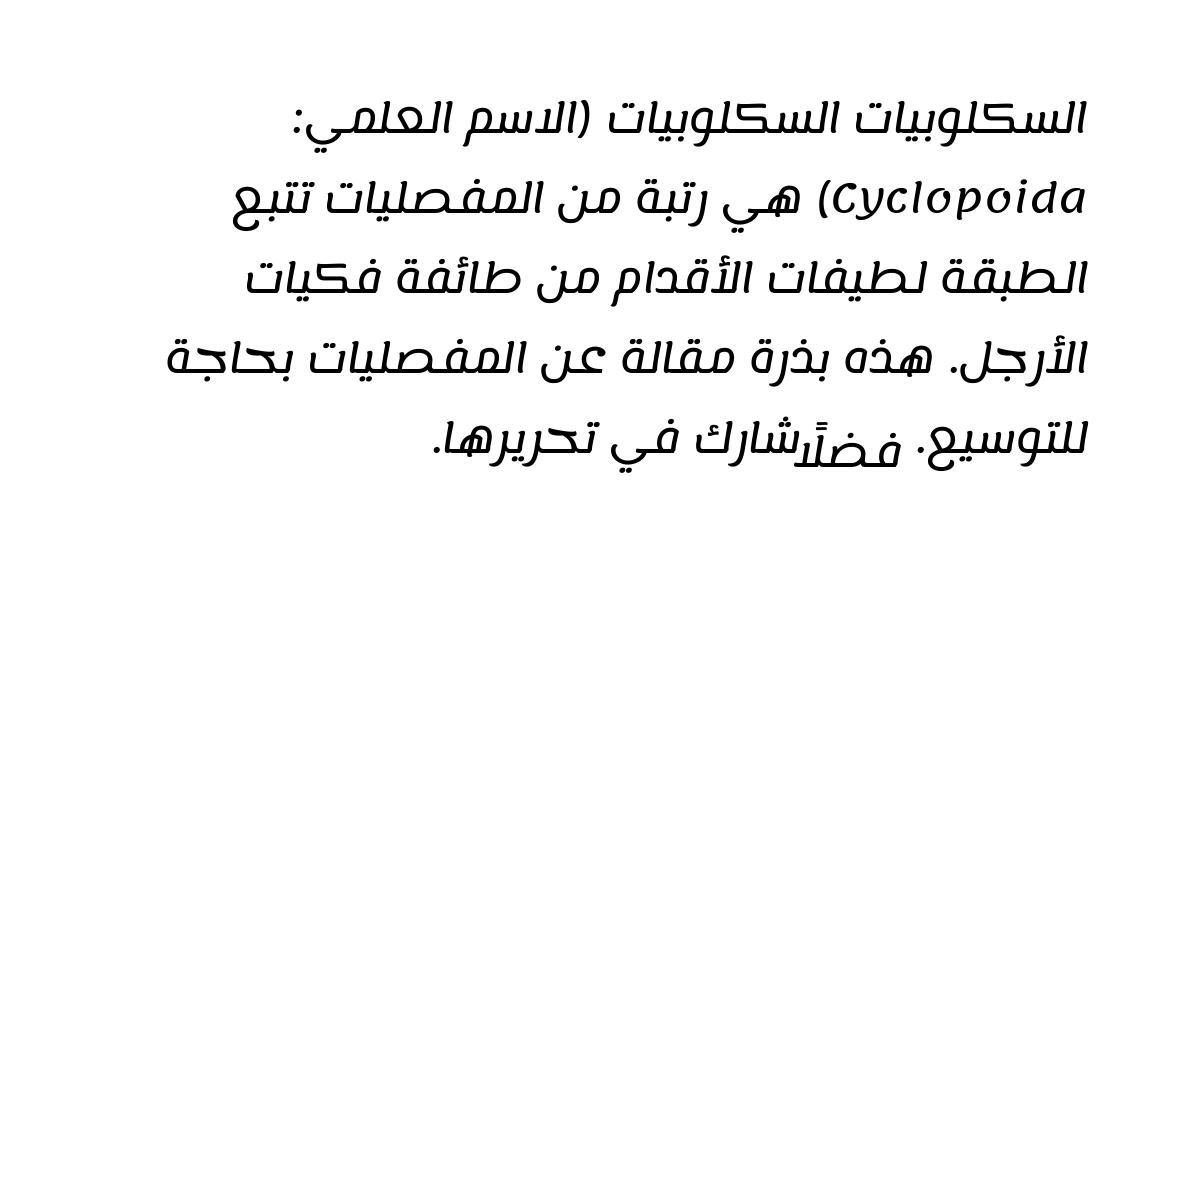 السكلوبيات السكلوبيات (الاسم العلمي:
Cyclopoida) هي رتبة من المفصليات تتبع
الطبقة لطيفات الأقدام من طائفة فكيات
الأرجل. هذه بذرة مقالة عن المفصليات بحاجة
للتوسيع. فضلًا شارك في تحريرها.